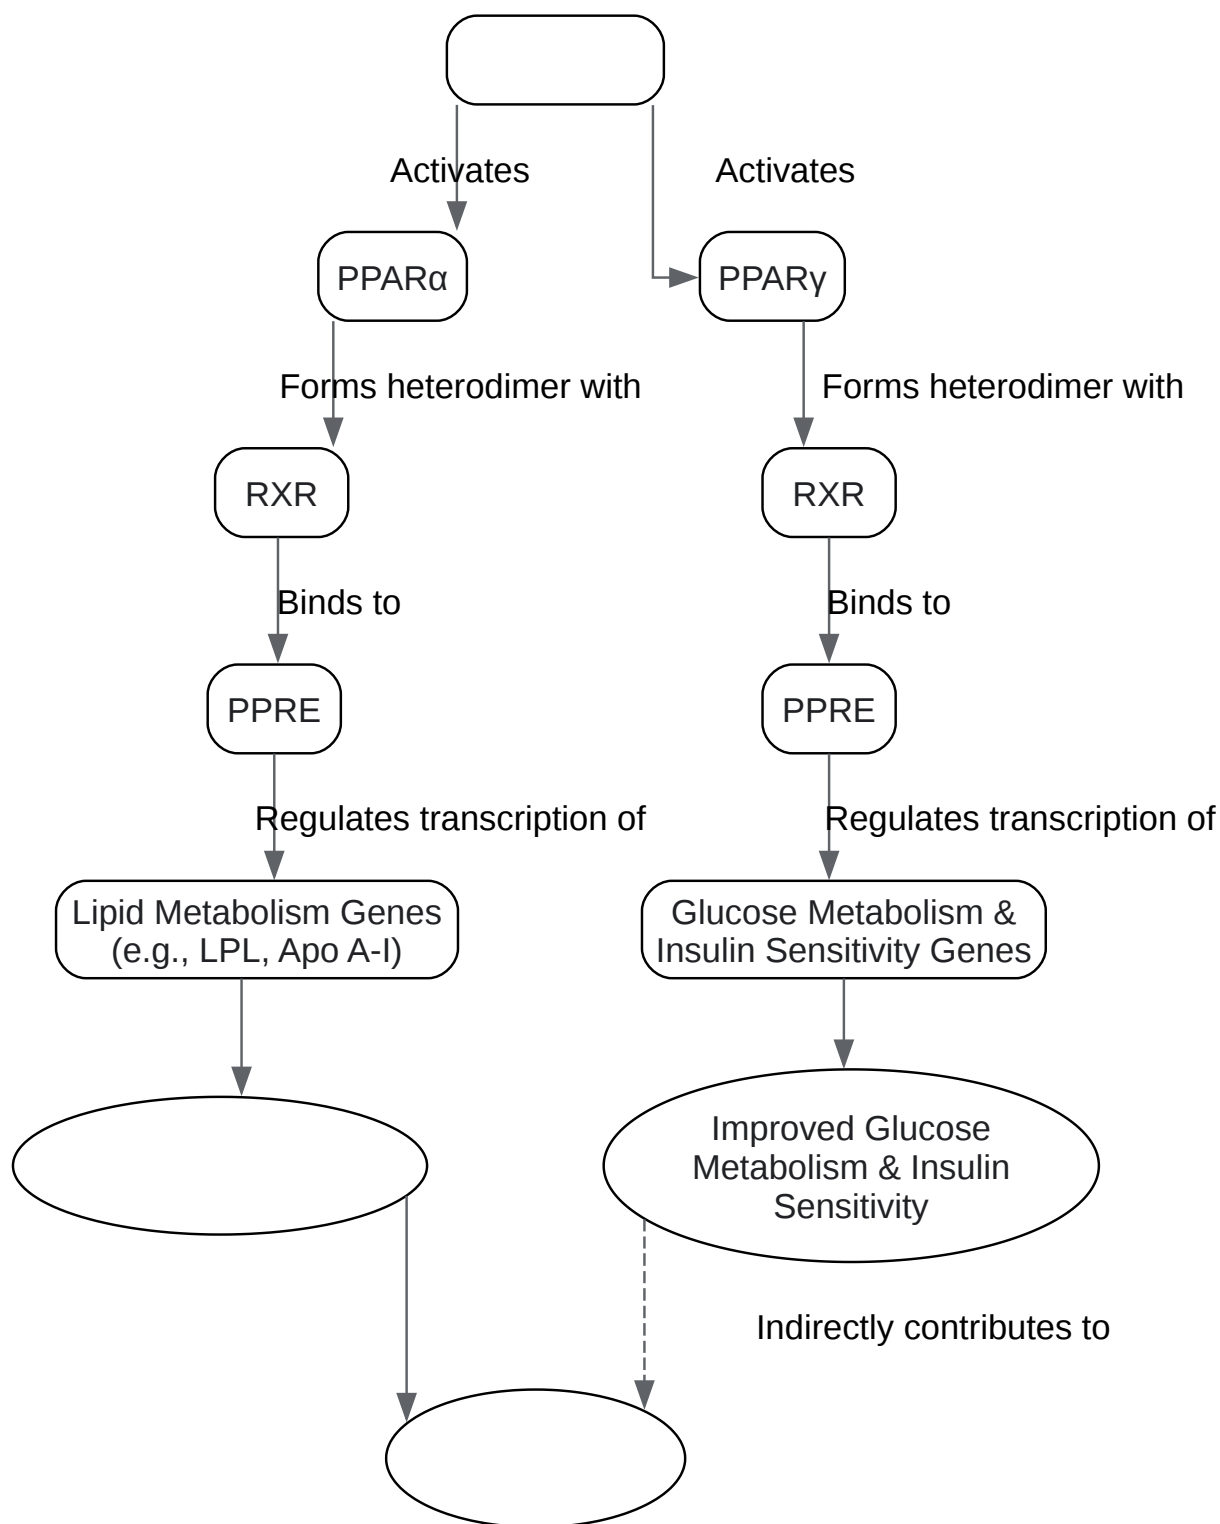 Activates
Activates
PPARα
PPARγ
Forms heterodimer with
Forms heterodimer with
RXR
RXR
Binds to
Binds to
PPRE
PPRE
Regulates transcription of
Regulates transcription of
Lipid Metabolism Genes
(e.g., LPL, Apo A-I)
Glucose Metabolism &
Insulin Sensitivity Genes
Improved Glucose
Metabolism & Insulin
Sensitivity
Indirectly contributes to